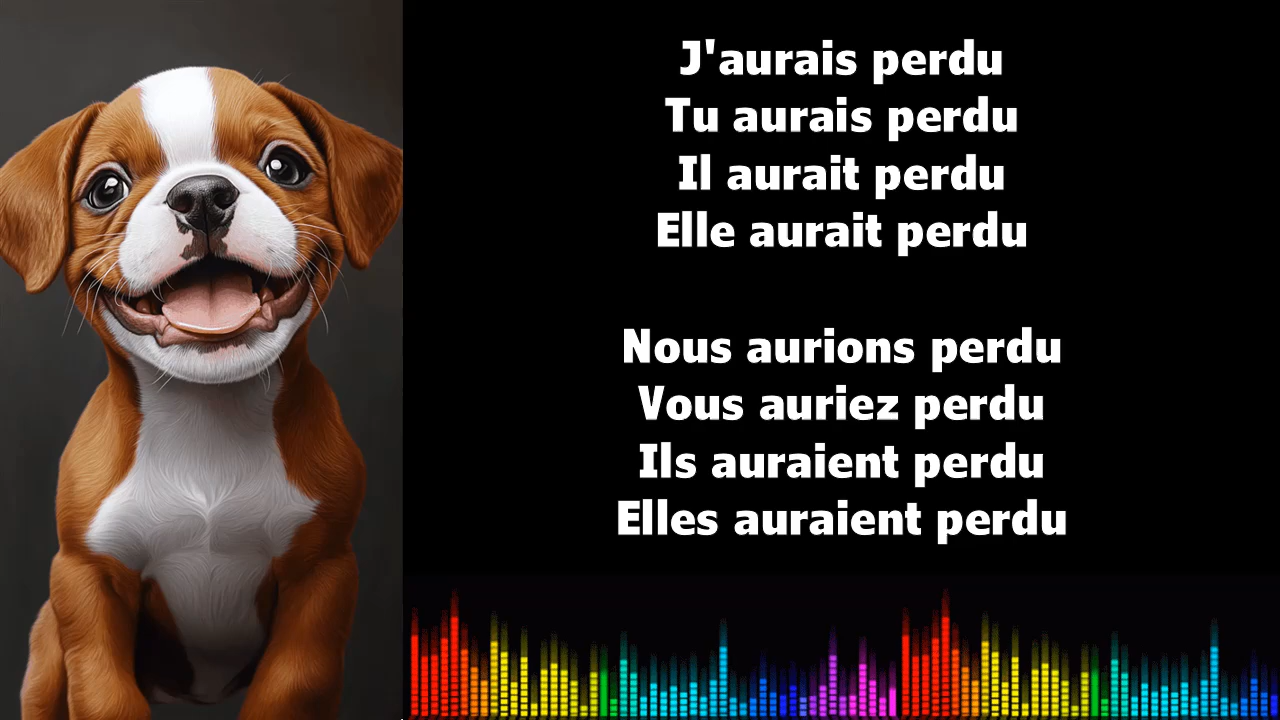 J'aurais perdu
Tu aurais perdu
Il aurait perdu
Elle aurait perdu
Nous aurions perdu
Vous auriez perdu
Ils auraient perdu
Elles auraient perdu